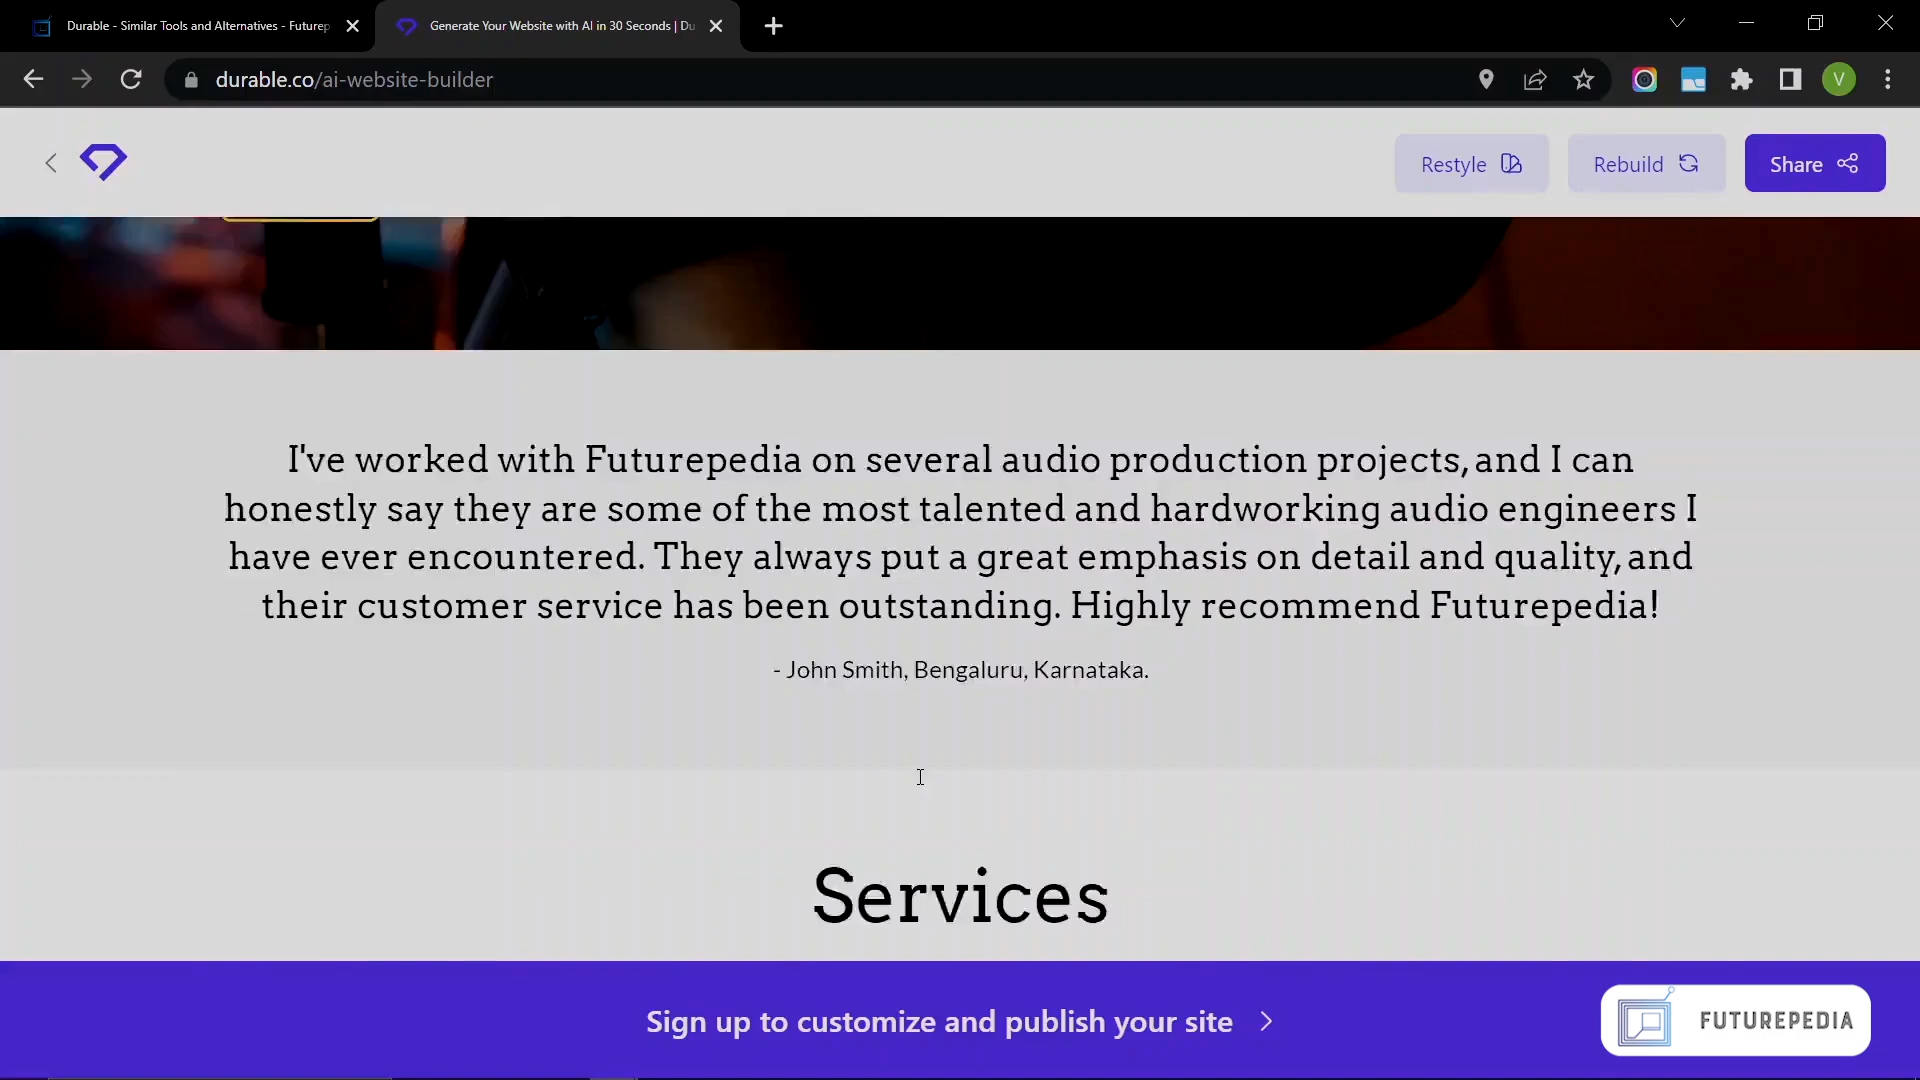 Durable - Similar Tools and Alternatives - Futurep
Generate Your Website with AI in 30 Seconds | Du
durable.co/ai-website-builder
V
Restyle
Rebuild
Share
I've worked with Futurepedia on several audio production projects, and I can
honestly say they are some of the most talented and hardworking audio engineers I
have ever encountered. They always put a great emphasis on detail and quality, and
their customer service has been outstanding. Highly recommend Futurepedia!
- John Smith, Bengaluru, Karnataka.
Services
Sign up to customize and publish your site
FUTUREPEDIA